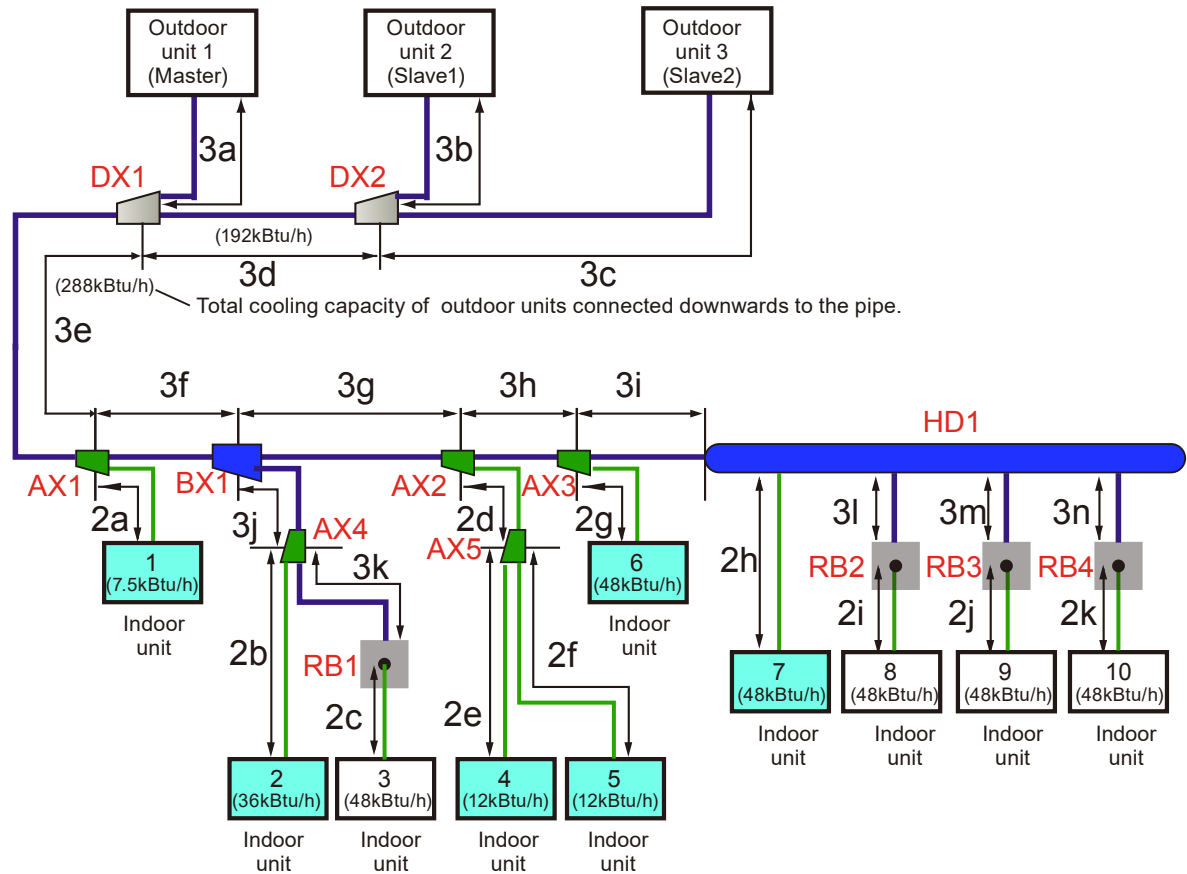 Outdoor
unit 1
(Master)
Outdoor
unit 2
(Slave1)
Outdoor
unit 3
(Slave2)
3a
3b
DX1
DX2
(192kBtu/h)
3d
3c
(288kBtu/h)
Total cooling capacity of outdoor units connected downwards to the pipe.
3e
3f
3g
3h
3i
HD1
AX1
BX1
AX2
AX3
2a
3j
AX4
2d
AX5
2g
2h
3l
3m
3n
3k
RB2
RB3
RB4
1
(7.5kBtu/h)
Indoor
unit
6
(48kBtu/h)
Indoor
unit
2i
2j
2k
2b
RB1
2c
2e
2f
7
(48kBtu/h)
Indoor
unit
8
(48kBtu/h)
Indoor
unit
9
(48kBtu/h)
Indoor
unit
10
(48kBtu/h)
Indoor
unit
2
(36kBtu/h)
Indoor
unit
3
(48kBtu/h)
Indoor
unit
4
(12kBtu/h)
Indoor
unit
5
(12kBtu/h)
Indoor
unit